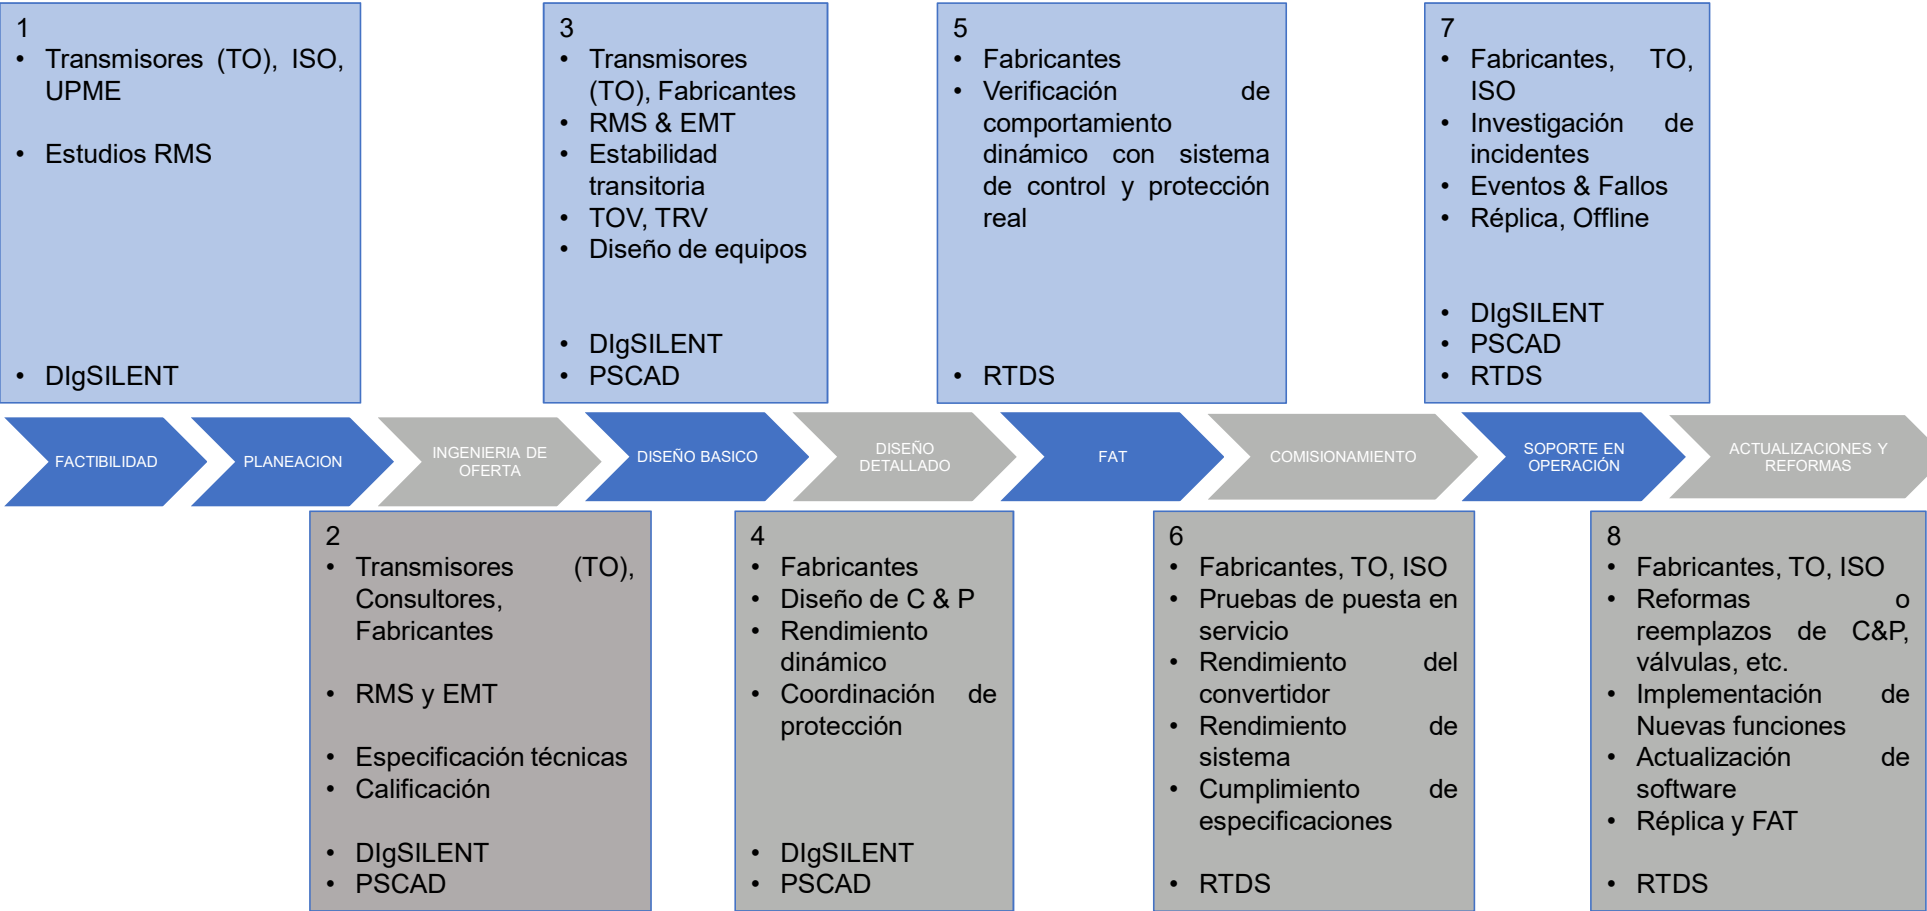 1
• Transmisores (TO), ISO,
UPME
• Estudios RMS
• DIgSILENT
3
• Transmisores
(TO), Fabricantes
• RMS & EMT
• Estabilidad
transitoria
• TOV, TRV
• Diseño de equipos
• DIgSILENT
• PSCAD
5
• Fabricantes
• Verificación de
comportamiento
dinámico con sistema
de control y protección
real
• RTDS
7
• Fabricantes, TO,
ISO
• Investigación de
incidentes
• Eventos & Fallos
• Réplica, Offline
• DIgSILENT
• PSCAD
• RTDS
FACTIBILIDAD
PLANEACION
INGENIERIA DE
OFERTA
DISEÑO BASICO
DISEÑO
DETALLADO
FAT
COMISIONAMIENTO
SOPORTE EN
OPERACIÓN
ACTUALIZACIONES Y
REFORMAS
2
• Transmisores (TO),
Consultores,
Fabricantes
• RMS y EMT
• Especificación técnicas
• Calificación
• DIgSILENT
• PSCAD
4
• Fabricantes
• Diseño de C & P
• Rendimiento
dinámico
• Coordinación de
protección
• DIgSILENT
• PSCAD
6
• Fabricantes, TO, ISO
• Pruebas de puesta en
servicio
• Rendimiento del
convertidor
• Rendimiento de
sistema
• Cumplimiento de
especificaciones
• RTDS
8
• Fabricantes, TO, ISO
• Reformas o
reemplazos de C&P,
válvulas, etc.
• Implementación de
Nuevas funciones
• Actualización de
software
• Réplica y FAT
• RTDS